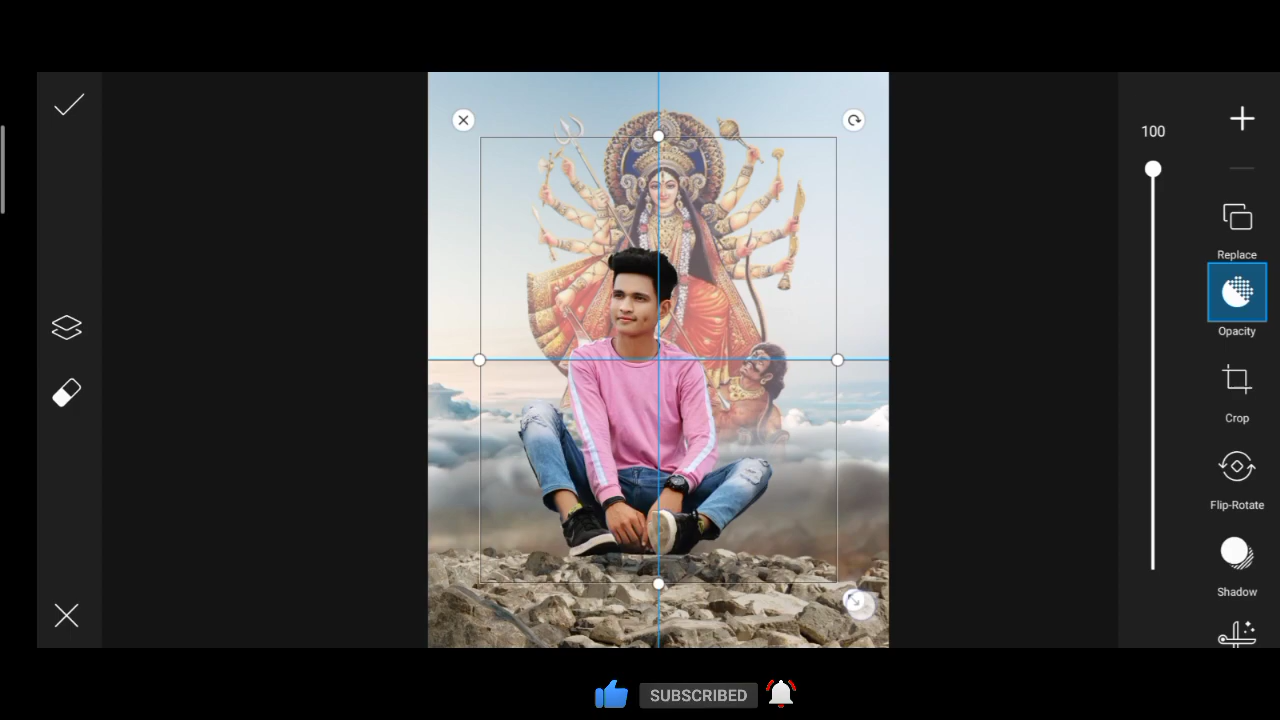 100
Replace
Opacity
Crop
Flip-Rotate
Shadow
SUBSCRIBED